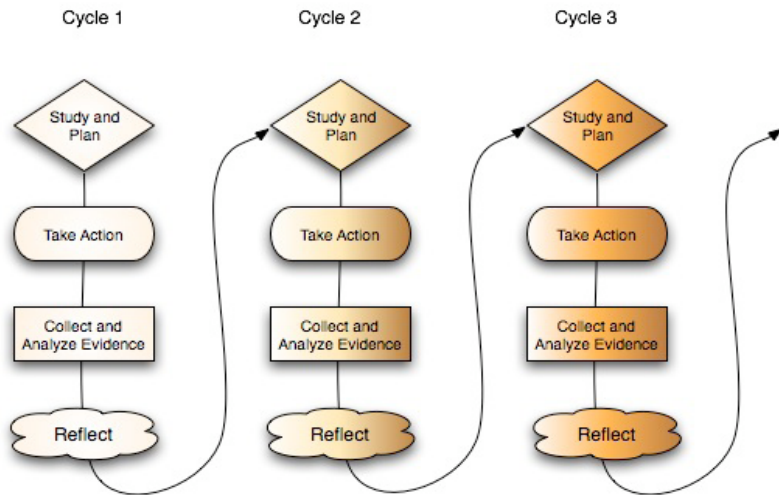 Cycle 1
Cycle 2
Cycle 3
Study and
Plan
Take Action
Collect and
Analyze Evidence
Reflect
Study and
Plan
Take Action
Collect and
Analyze Evidence
Reflect
Study and
Plan
Take Action
Collect and
Analyze Evidence
Reflect